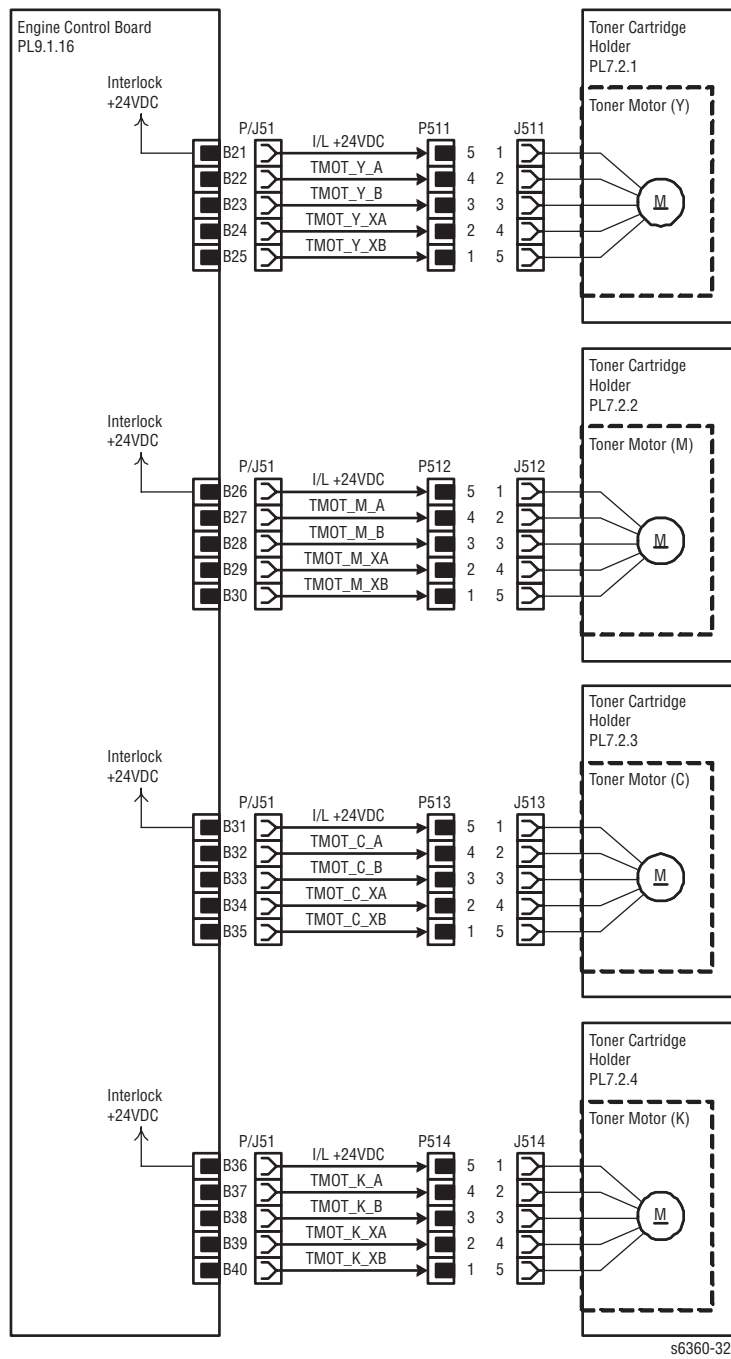 Engine Control Board
PL9.1.16
Toner Cartridge
Holder
PL7.2.1
Toner Motor (Y)
Interlock
+24VDC
P/J51 P511 J511
B21 I/L +24VDC 5 1
B22 TMOT_Y_A 4 2
B23 TMOT_Y_B 3 3 M
B24 TMOT_Y_XA 2 4
B25 TMOT_Y_XB 1 5
Toner Cartridge
Holder
PL7.2.2
Toner Motor (M)
Interlock
+24VDC
P/J51 P512 J512
B26 I/L +24VDC 5 1
B27 TMOT_M_A 4 2
B28 TMOT_M_B 3 3 M
B29 TMOT_M_XA 2 4
B30 TMOT_M_XB 1 5
Toner Cartridge
Holder
PL7.2.3
Toner Motor (C)
Interlock
+24VDC
P/J51 P513 J513
B31 I/L +24VDC 5 1
B32 TMOT_C_A 4 2
B33 TMOT_C_B 3 3 M
B34 TMOT_C_XA 2 4
B35 TMOT_C_XB 1 5
Toner Cartridge
Holder
PL7.2.4
Toner Motor (K)
Interlock
+24VDC
P/J51 P514 J514
B36 I/L +24VDC 5 1
B37 TMOT_K_A 4 2
B38 TMOT_K_B 3 3 M
B39 TMOT_K_XA 2 4
B40 TMOT_K_XB 1 5
s6360-32